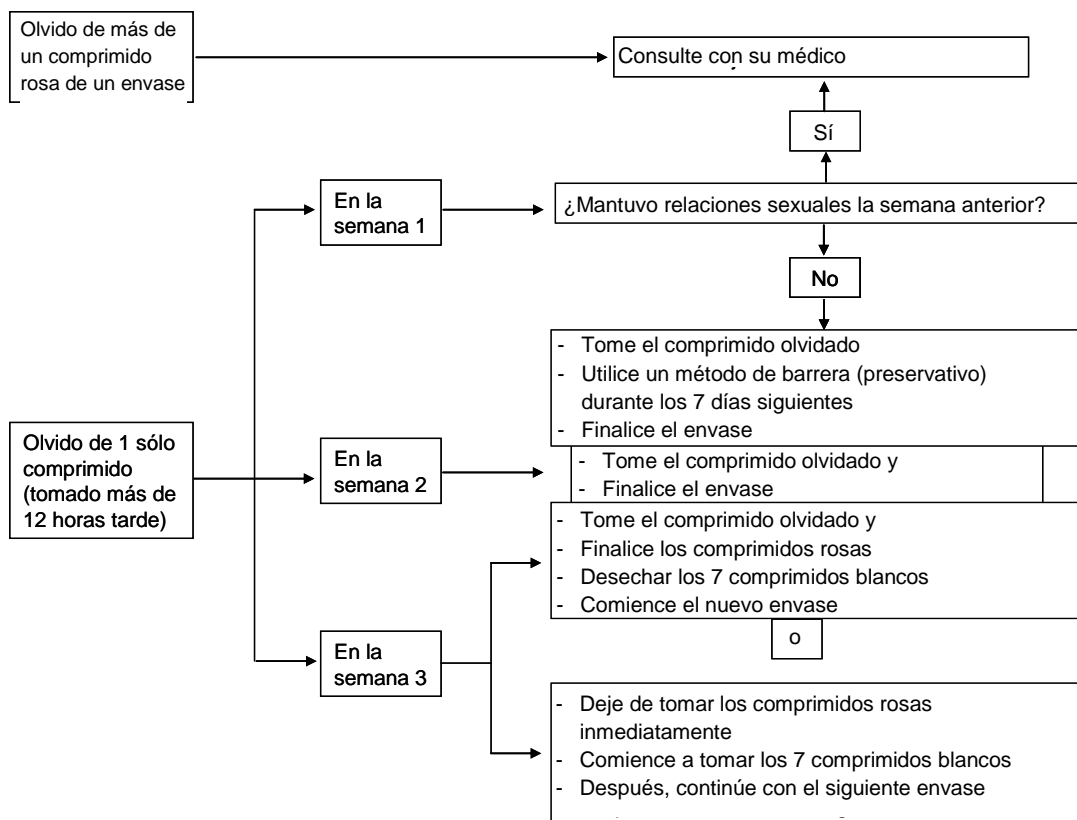 Olvido de más de
un comprimido
rosa de un envase
Consulte con su médico
Sí
En la
semana 1
¿Mantuvo relaciones sexuales la semana anterior?
No
- Tome el comprimido olvidado
- Utilice un método de barrera (preservativo)
durante los 7 días siguientes
- Finalice el envase
Olvido de 1 sólo
comprimido
(tomado más de
12 horas tarde)
En la
semana 2
- Tome el comprimido olvidado y
- Finalice el envase
- Tome el comprimido olvidado y
- Finalice los comprimidos rosas
- Desechar los 7 comprimidos blancos
- Comience el nuevo envase
o
En la
semana 3
- Deje de tomar los comprimidos rosas
inmediatamente
- Comience a tomar los 7 comprimidos blancos
- Después, continúe con el siguiente envase